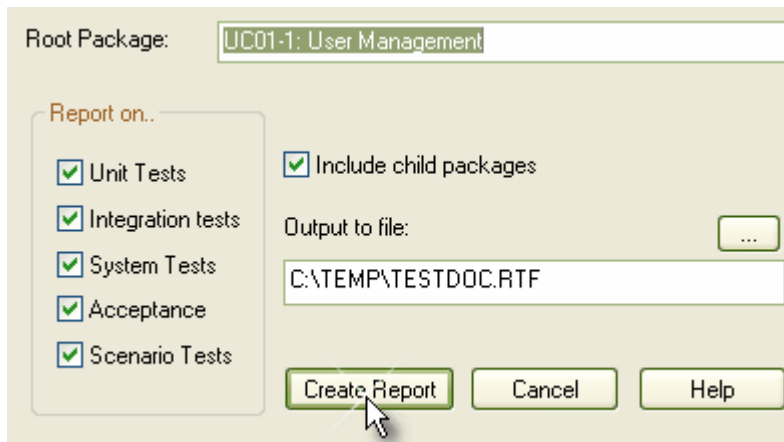 Root Package: UC01-1: User Management
Report on..
Unit Tests
Integration tests
System Tests
Acceptance
Scenario Tests
Include child packages
Output to file:
...
C:\TEMP\TESTDOC.RTF
Create Report Cancel Help